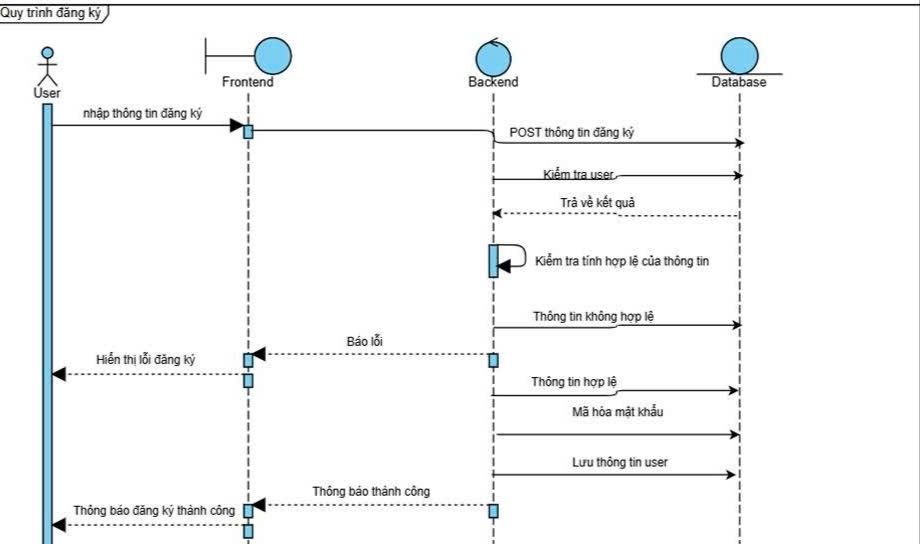 Quy trình đăng ký
User
Frontend
Backend
Database
nhập thông tin đăng ký
POST thông tin đăng ký
Kiểm tra user
Trả về kết quả
Kiểm tra tính hợp lệ của thông tin
Thông tin không hợp lệ
Báo lỗi
Hiển thị lỗi đăng ký
Thông tin hợp lệ
Mã hóa mật khẩu
Lưu thông tin user
Thông báo thành công
Thông báo đăng ký thành công